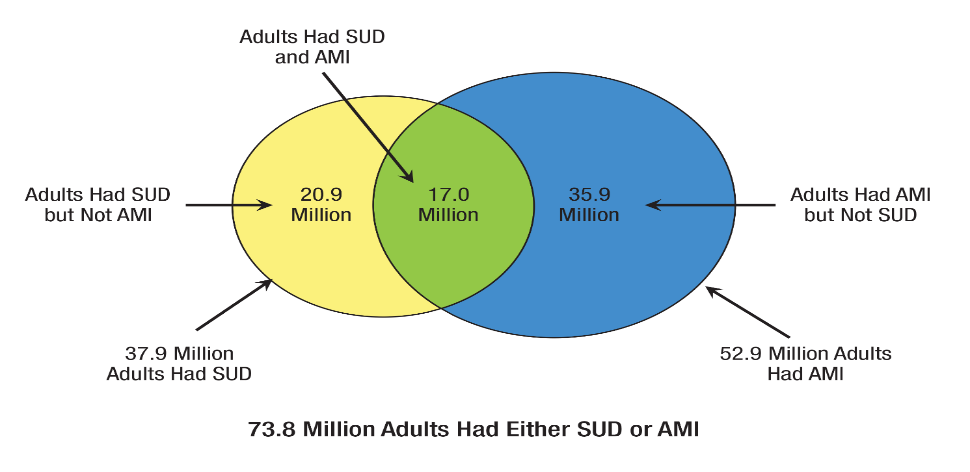 Adults Had SUD
and AMI
Adults Had SUD
but Not AMI
20.9
Million
17.0
Million
35.9
Million
Adults Had AMI
but Not SUD
37.9 Million
Adults Had SUD
52.9 Million Adults
Had AMI
73.8 Million Adults Had Either SUD or AMI